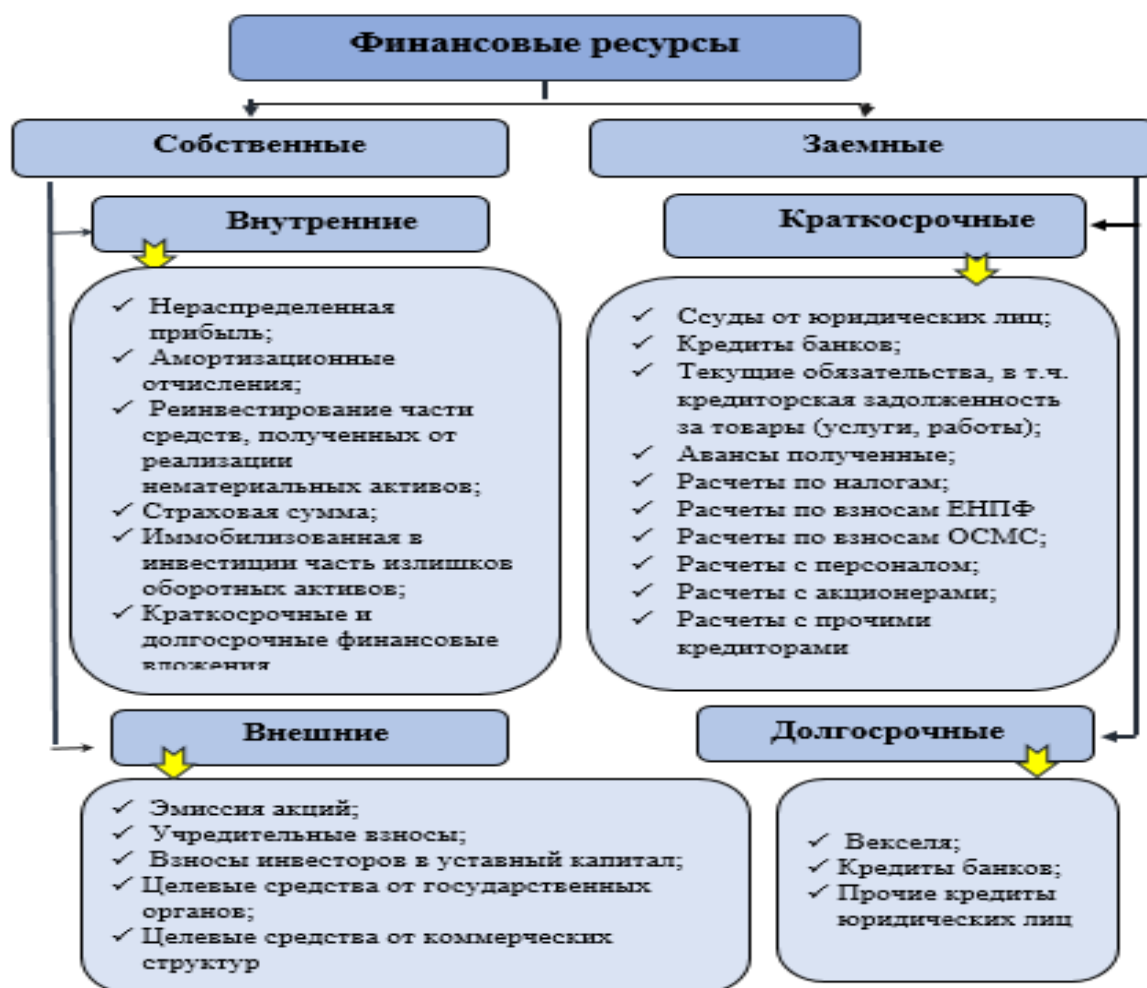 Финансовые ресурсы
Собственные
Заемные
Внутренние
Краткосрочные
✓ Нераспределенная
прибыль;
✓ Амортизационные
отчисления;
✓ Реинвестирование части
средств, полученных от
реализации
нематериальных активов;
✓ Страховая сумма;
✓ Иммобилизованная в
инвестиции часть излишков
оборотных активов;
✓ Краткосрочные и
долгосрочные финансовые
вложения
✓ Ссуды от юридических лиц;
✓ Кредиты банков;
✓ Текущие обязательства, в т.ч.
кредиторская задолженность
за товары (услуги, работы);
✓ Авансы полученные;
✓ Расчеты по налогам;
✓ Расчеты по взносам ЕНПФ
✓ Расчеты по взносам ОСМС;
✓ Расчеты с персоналом;
✓ Расчеты с акционерами;
✓ Расчеты с прочими
кредиторами
Внешние
Долгосрочные
✓ Эмиссия акций;
✓ Учредительные взносы;
✓ Взносы инвесторов в уставный капитал;
✓ Целевые средства от государственных
органов;
✓ Целевые средства от коммерческих
структур
✓ Векселя;
✓ Кредиты банков;
✓ Прочие кредиты
юридических лиц